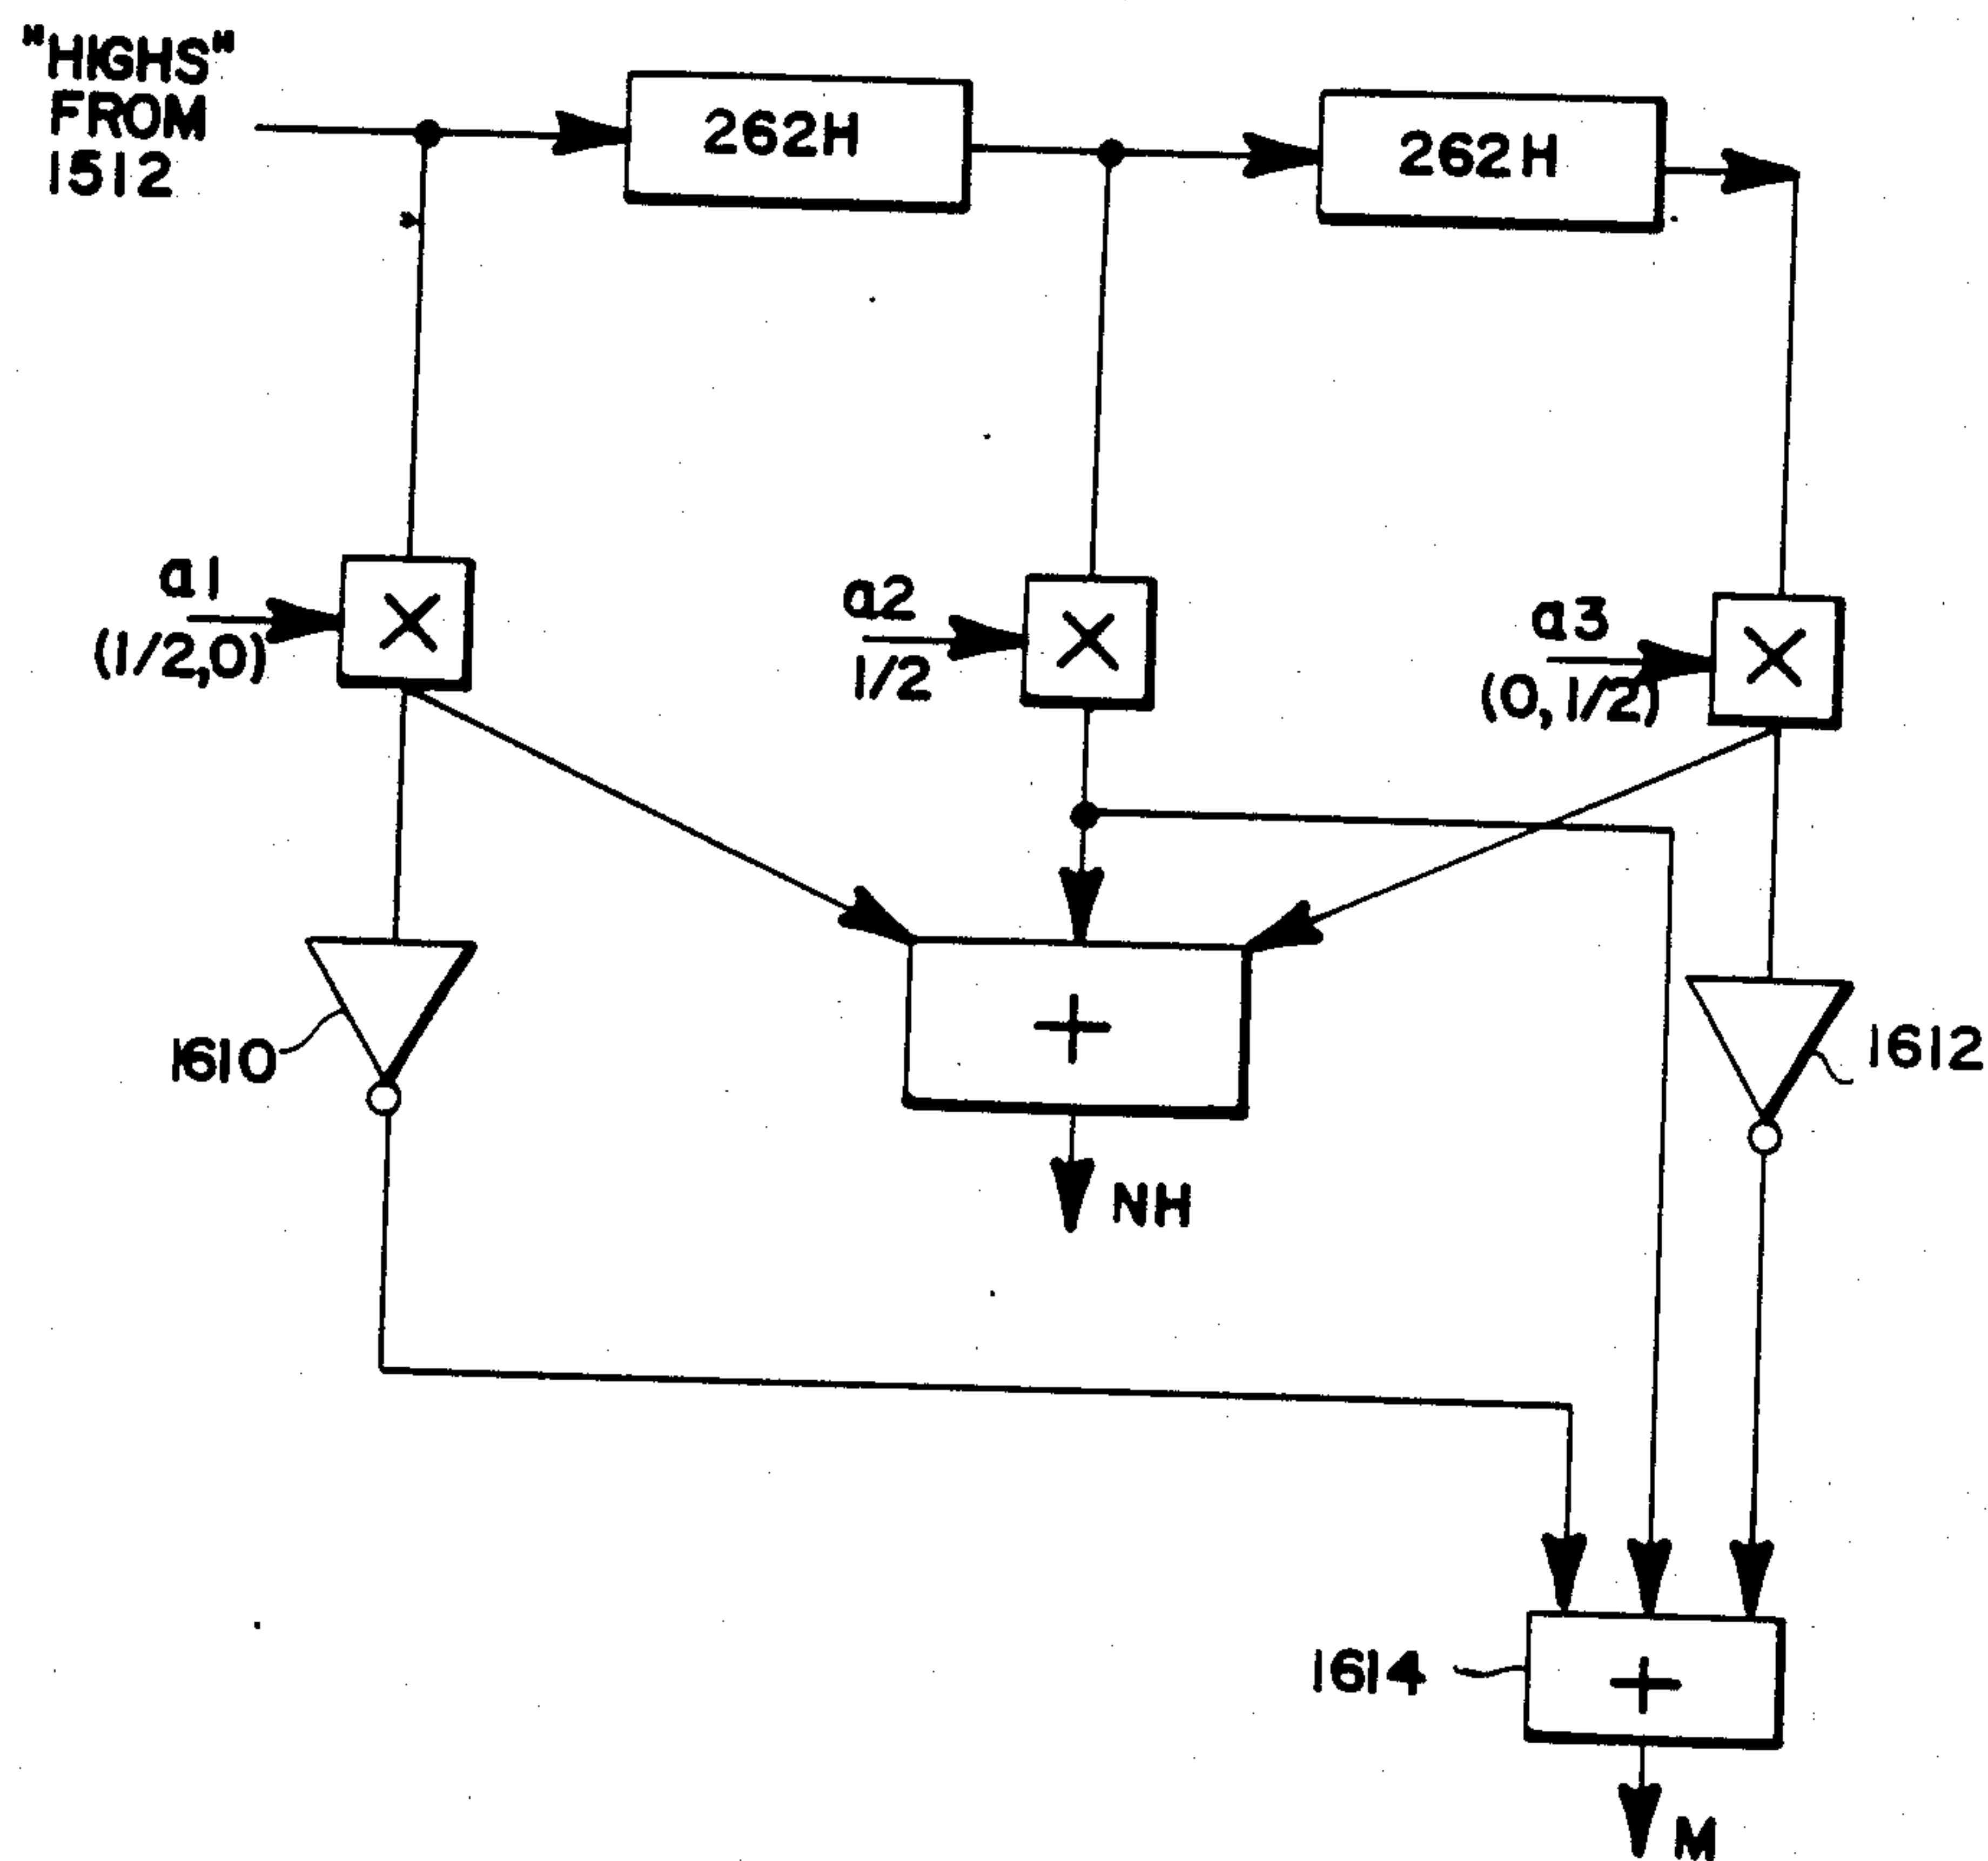 "HIGHS"
FROM
1512
262H
262H
a1
(1/2,0)
X
a2
1/2
X
a3
(0,1/2)
X
1610
+
1612
NH
1614
+
M